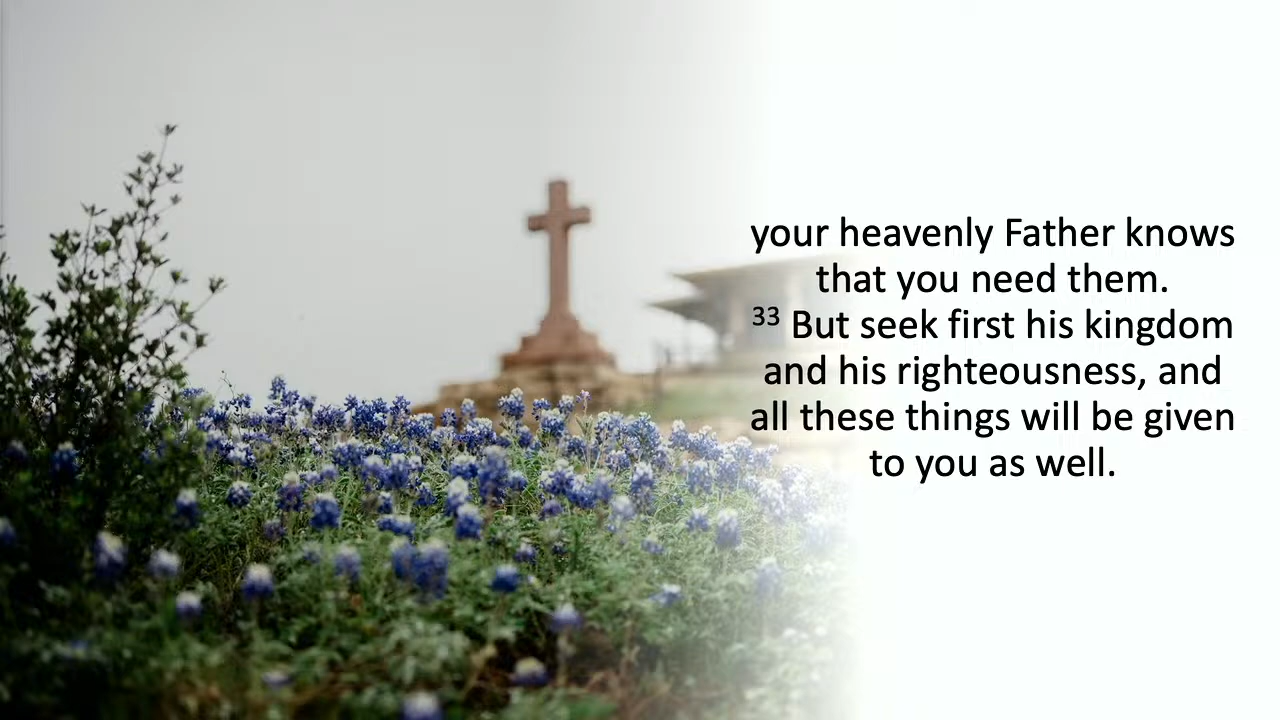 your heavenly Father knows
that you need them.
33 But seek first his kingdom
and his righteousness, and
all these things will be given
to you as well.